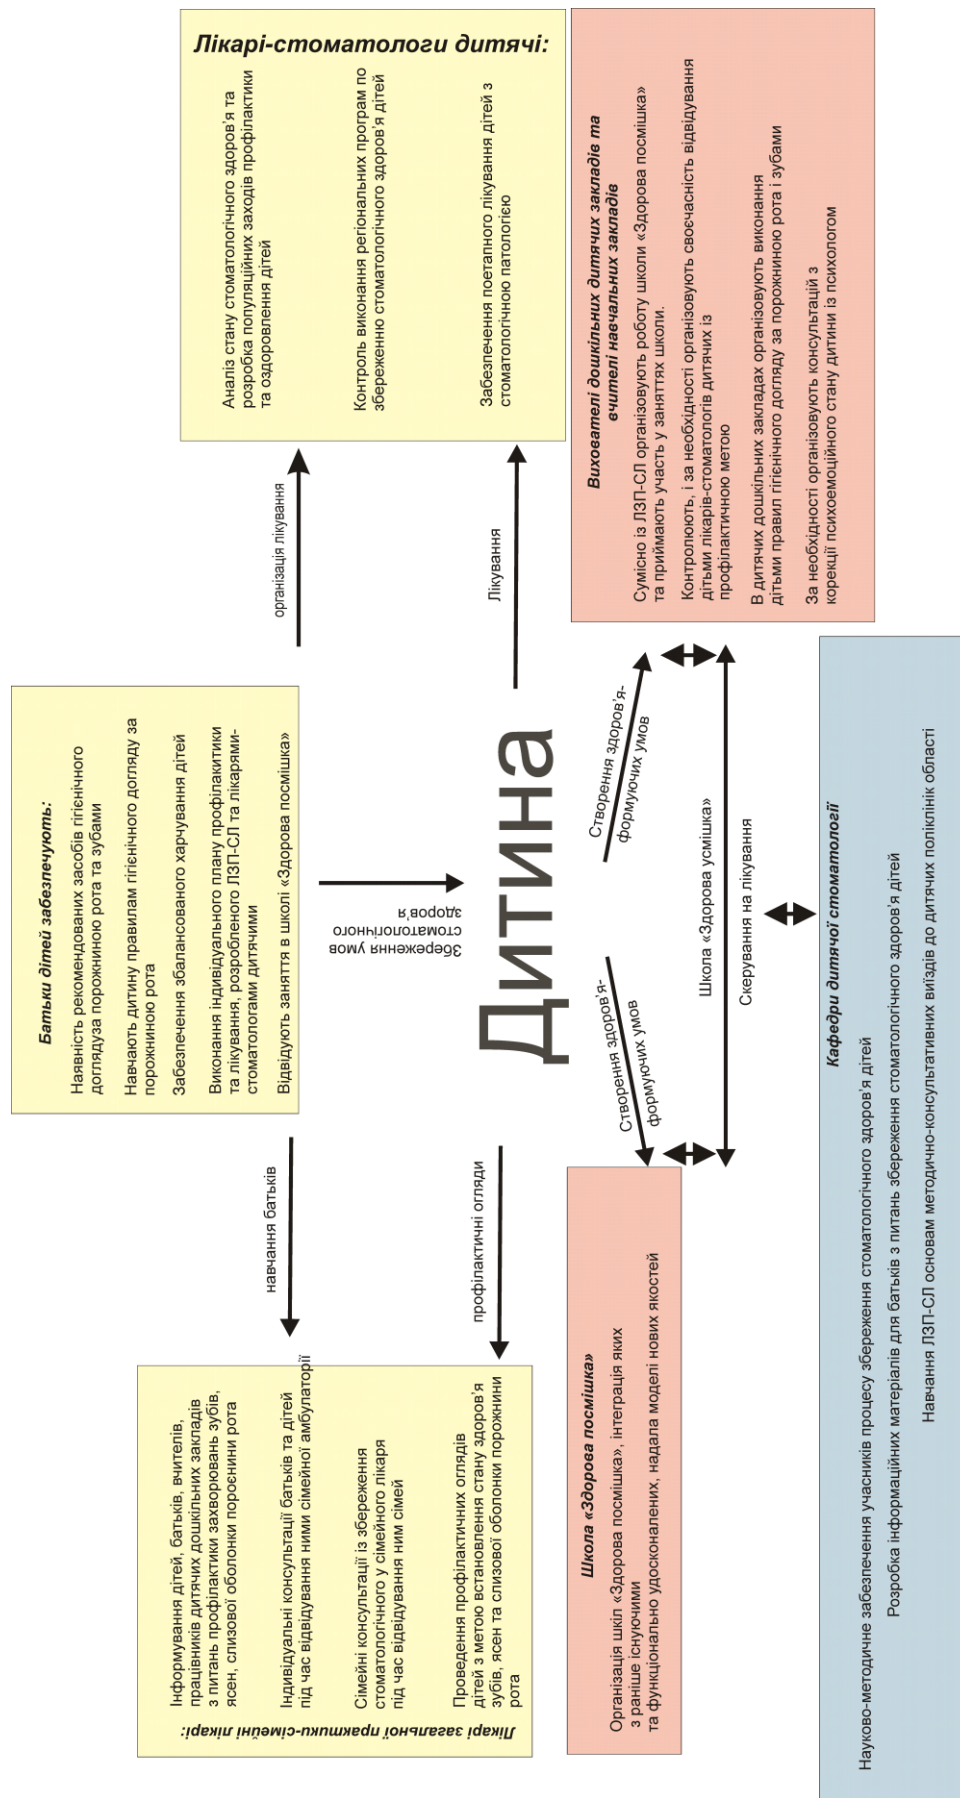 Батьки дітей забезпечують:
Наявність рекомендованих засобів гігієнічного
доглядуза порожниною рота та зубами
Навчають дитину правилам гігієнічного догляду за
порожниною рота
Забезпечення збалансованого харчування дітей
Виконання індивідуального плану профілакитики
та лікування, розробленого ЛЗП-СЛ та лікарями-
стоматологами дитячими
Відвідують заняття в школі «Здорова посмішка»
навчання батьків
організація лікування
Лікарі загальної практики-сімейні лікарі:
Інформування дітей, батьків, вчителів,
працівників дитячих дошкільних закладів
з питань профілактики захворювань зубів,
ясен, слизової оболонки пороєнини рота
Індивідуальні консультації батьків та дітей
під час відвідування ними сімейної амбулаторії
Сімейні консультації із збереження
стоматологічного у сімейного лікаря
під час відвідування ним сімей
Проведення профілактичних оглядів
дітей з метою встановлення стану здоров'я
зубів, ясен та слизової оболонки порожнини
рота
Збереження умов
стоматологічного
здоров'я
Лікарі-стоматологи дитячі:
Аналіз стану стоматологічного здоров'я та
розробка популяційних заходів профілактики
та оздоровлення дітей
Контроль виконання регіональних програм по
збереженню стоматологічного здоров'я дітей
Забезпечення поетапного лікування дітей з
стоматологічною патологією
профілактичні огляди
Дитина
Лікування
Створення здоров'я-
формуючих умов
Створення здоров'я-
формуючих умов
Школа «Здорова посмішка»
Організація шкіл «Здорова посмішка», інтеграція яких
з раніше існуючими
та функціонально удосконалених, надала моделі нових якостей
Школа «Здорова усмішка»
Скерування на лікування
Вихователі дошкільних дитячих закладів та
вчителі навчальних закладів
Сумісно із ЛЗП-СЛ організовують роботу школи «Здорова посмішка»
та приймають участь у заняттях школи.
Контролюють, і за необхідності організовують своєчасність відвідування
дітьми лікарів-стоматологів дитячих із
профілактичною метою
В дитячих дошкільних закладах організовують виконання
дітьми правил гігієнічного догляду за порожниною рота і зубами
За необхідності організовують консультацій з
корекції психоемоційного стану дитини із психологом
Кафедри дитячої стоматології
Науково-методичне забезпечення учасників процесу збереження стоматологічного здоров'я дітей
Розробка інформаційних матеріалів для батьків з питань збереження стоматологічного здоров'я дітей
Навчання ЛЗП-СЛ основам методично-консультативних виїздів до дитячих поліклінік області